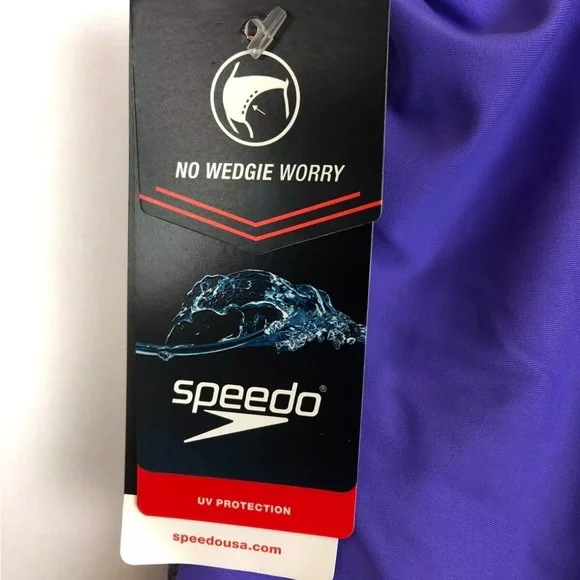 NO WEDGIE WORRY
speedo®
UV PROTECTION
speedousa.com